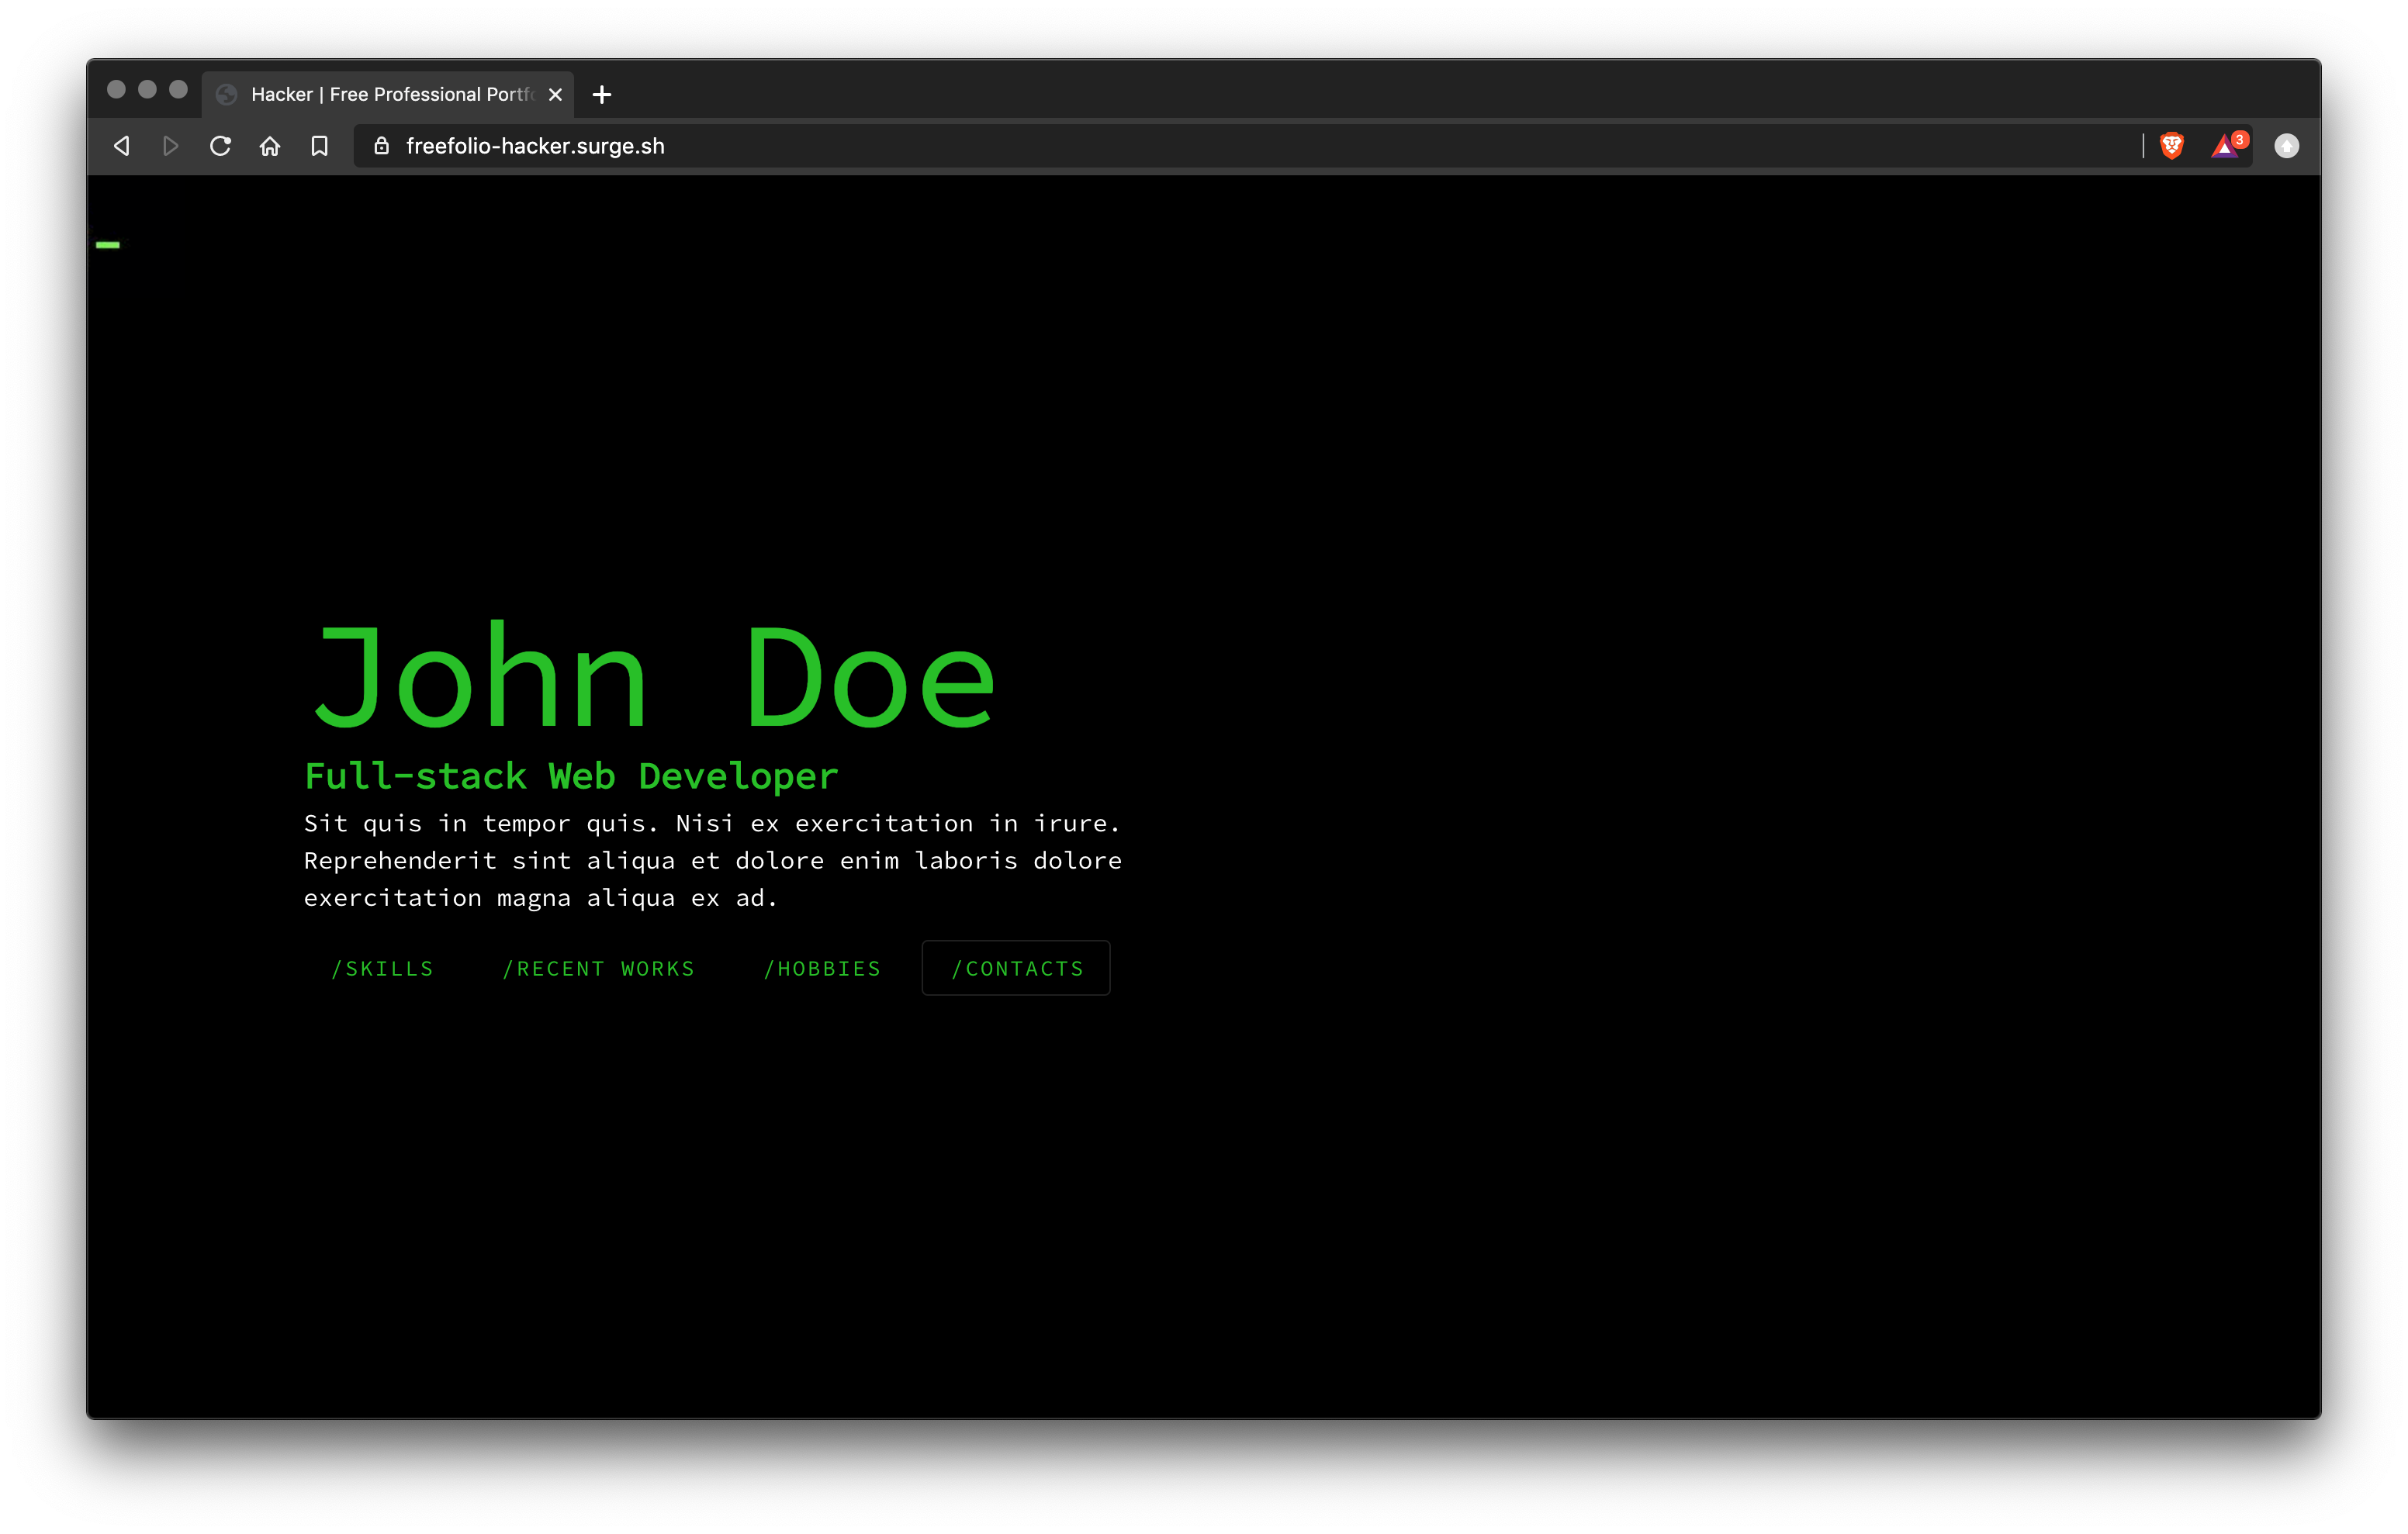 Hacker | Free Professional
freefolio-hacker.surge.sh
3
John Doe
Full-stack Web Developer
Sit quis in tempor quis. Nisi ex exercitation in irure.
Reprehenderit sint aliqua et dolore enim laboris dolore
exercitation magna aliqua ex ad.
/SKILLS /RECENT WORKS /HOBBIES /CONTACTS